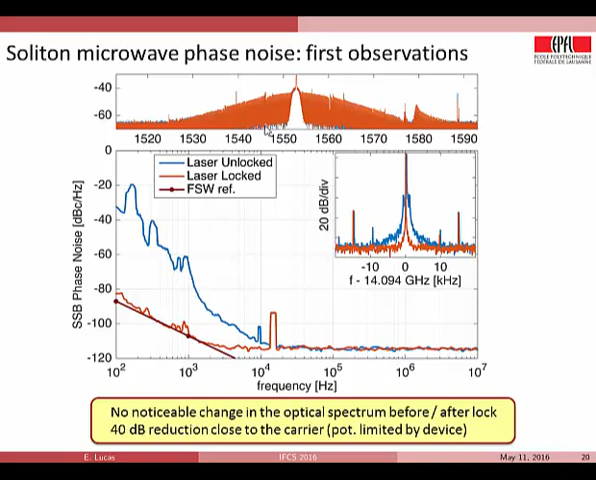 Soliton microwave phase noise: first observations
EPFL
ÉCOLE POLYTECHNIQUE
FÉDÉRALE DE LAUSANNE
-40
-60
1520 1530 1540 1550 1560 1570 1580 1590
0
-20
-40
-60
-80
-100
-120
SSB Phase Noise [dBc/Hz]
Laser Unlocked
Laser Locked
FSW ref.
20 dB/div
-10 0 10
f - 14.094 GHz [kHz]
10² 10³ 10⁴ 10⁵ 10⁶ 10⁷
frequency [Hz]
No noticeable change in the optical spectrum before / after lock
40 dB reduction close to the carrier (pot. limited by device)
E. Lucas IFCS 2016 May 11, 2016 20